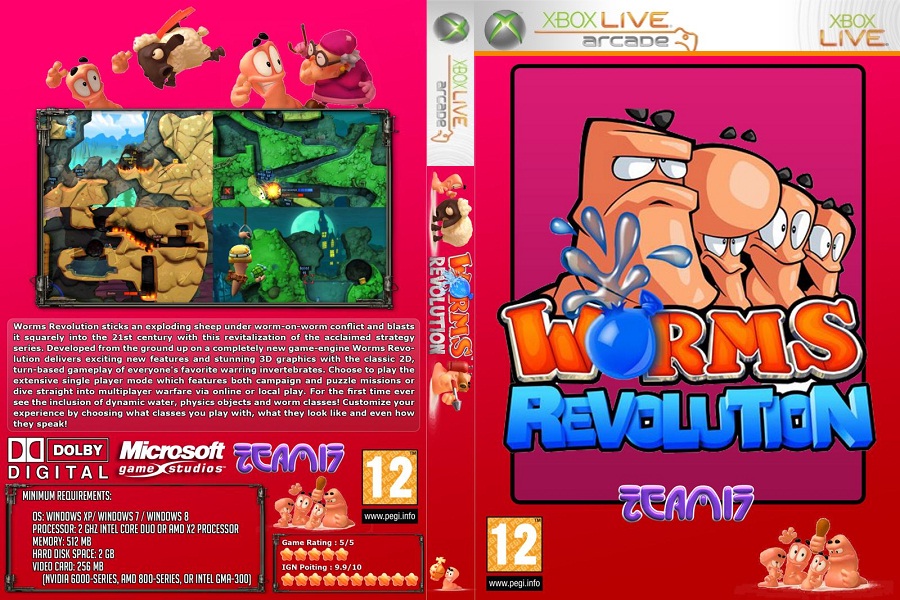 Worms Revolution sticks an exploding sheep under worm-on-worm conflict and blasts
it squarely into the 21st century with this revitalization of the acclaimed strategy
series. Developed from the ground up on a completely new game-engine Worms Revo-
lution delivers exciting new features and stunning 3D graphics with the classic 2D,
turn-based gameplay of everyone's favorite warring invertebrates. Choose to play the
extensive single player mode which features both campaign and puzzle missions or
dive straight into multiplayer warfare via online or local play. For the first time ever
see the inclusion of dynamic water, physics objects and worm classes! Customize your
experience by choosing what classes you play with, what they look like and even how
they speak!
DOLBY
DIGITAL
Microsoft
game studios™
TEAM17
12
www.pegi.info
MINIMUM REQUIREMENTS:
OS: WINDOWS XP/ WINDOWS 7 / WINDOWS 8
PROCESSOR: 2 GHZ INTEL CORE DUO OR AMD X2 PROCESSOR
MEMORY: 512 MB
HARD DISK SPACE: 2 GB
VIDEO CARD: 256 MB
(NVIDIA 6000-SERIES, AMD 800-SERIES, OR INTEL GMA-300)
Game Rating : 5/5
IGN Poiting : 9.9/10
XBOX LIVE
arcade
WORMS
REVOLUTION
XBOX LIVE
arcade
XBOX
LIVE
WORMS
REVOLUTION
TEAM17
12
www.pegi.info